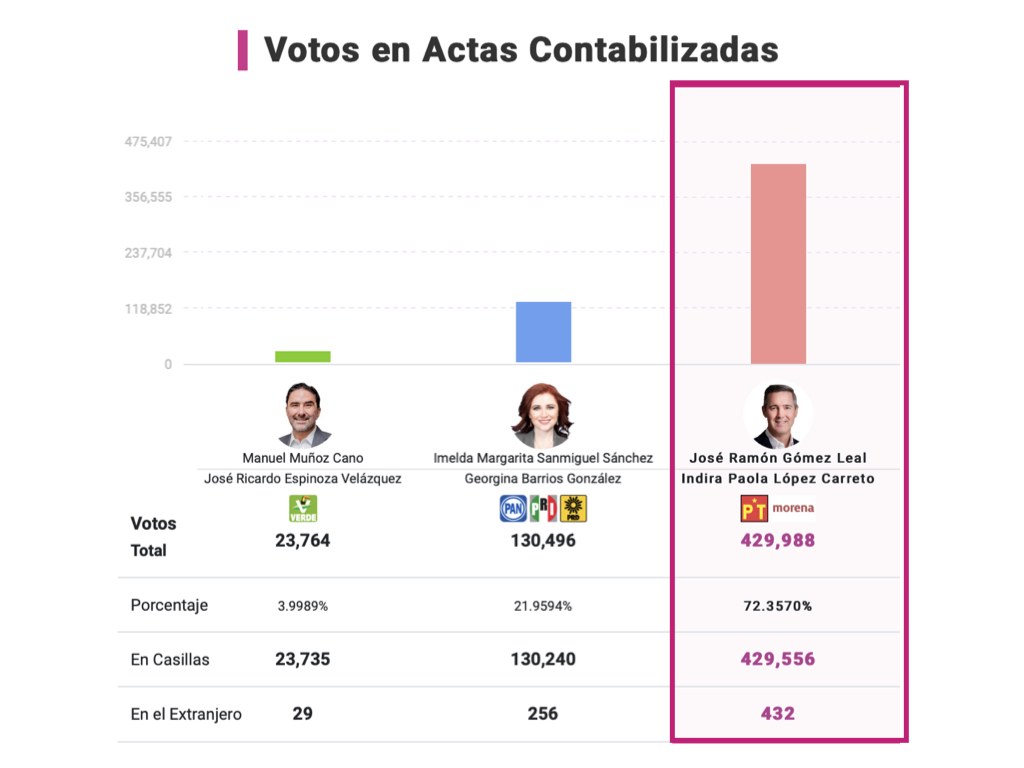 Votos en Actas Contabilizadas
475,407
356,555
237,704
118,852
0
Manuel Muñoz Cano
José Ricardo Espinoza Velázquez
Imelda Margarita Sanmiguel Sánchez
Georgina Barrios González
José Ramón Gómez Leal
Indira Paola López Carreto
VERDE
PAN
PRI
PRD
PT
morena
Votos
Total
23,764
130,496
429,988
Porcentaje
3.9989%
21.9594%
72.3570%
En Casillas
23,735
130,240
429,556
En el Extranjero
29
256
432